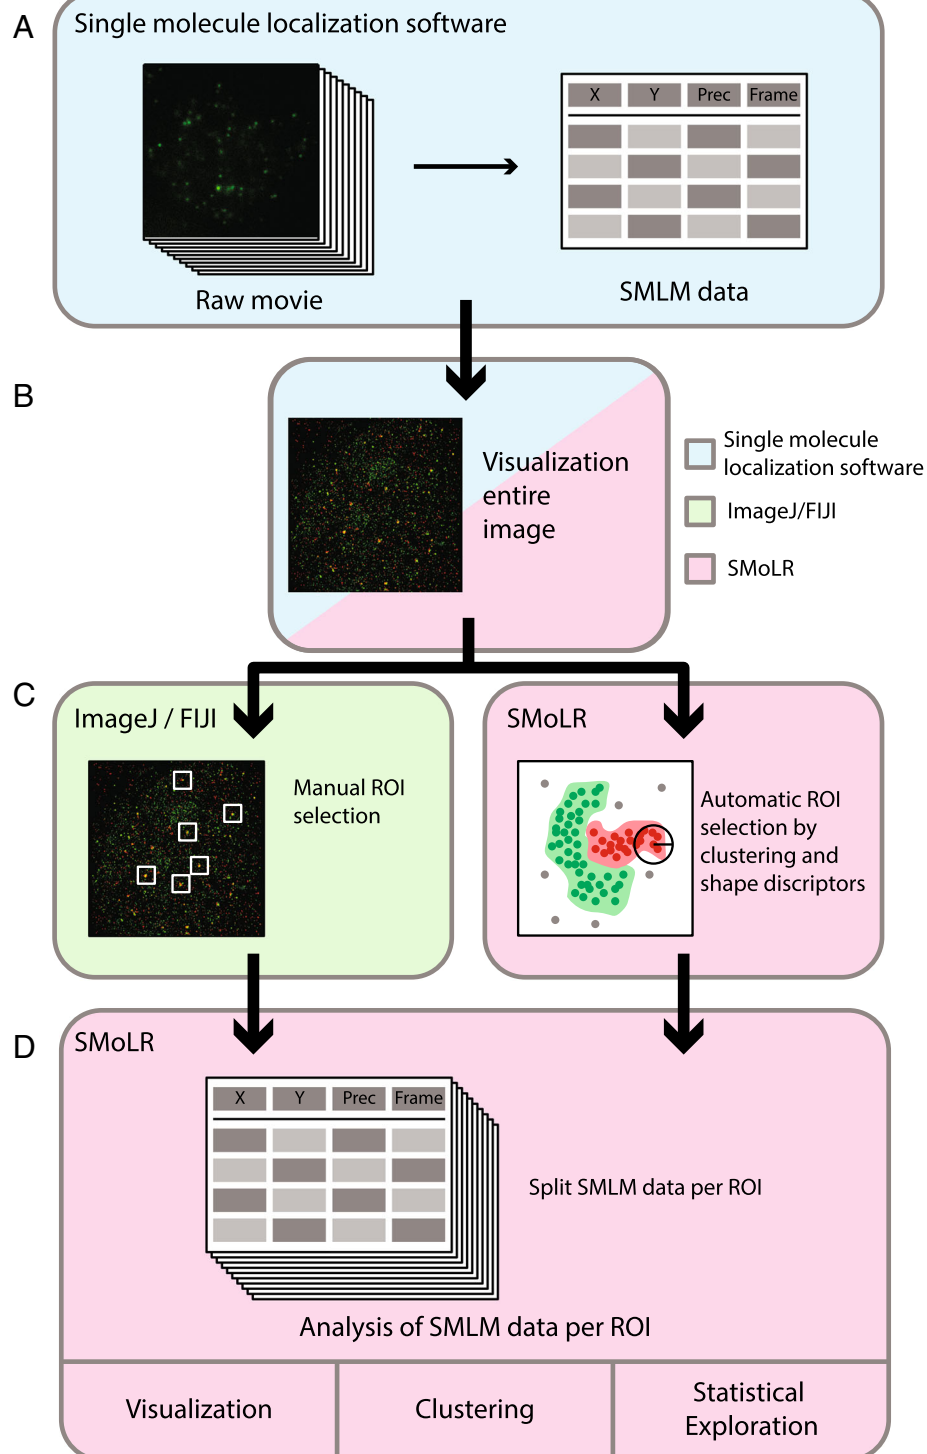 A
Single molecule localization software
X Y Prec Frame
Raw movie
SMLM data
B
Visualization
entire
image
Single molecule
localization software
ImageJ/FIJI
SMoLR
C
ImageJ / FIJI
Manual ROI
selection
SMoLR
Automatic ROI
selection by
clustering and
shape discriptors
D
SMoLR
X Y Prec Frame
Split SMLM data per ROI
Analysis of SMLM data per ROI
Visualization
Clustering
Statistical
Exploration